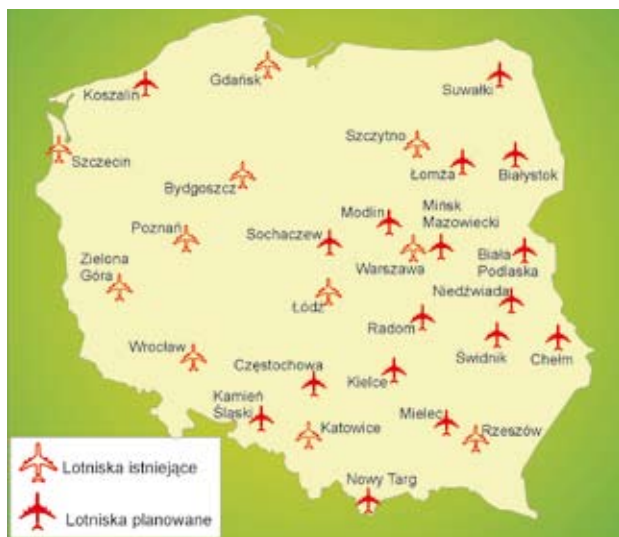 Gdańsk
Koszalin
Suwałki
Szczecin
Szczytno
Łomża
Białystok
Bydgoszcz
Modlin
Mińsk
Mazowiecki
Poznań
Sochaczew
Warszawa
Biała
Podlaska
Zielona
Góra
Niedźwiada
Łódź
Radom
Świdnik
Chełm
Wrocław
Częstochowa
Kielce
Kamień
Śląski
Katowice
Mielec
Rzeszów
Nowy Targ
Lotniska istniejące
Lotniska planowane